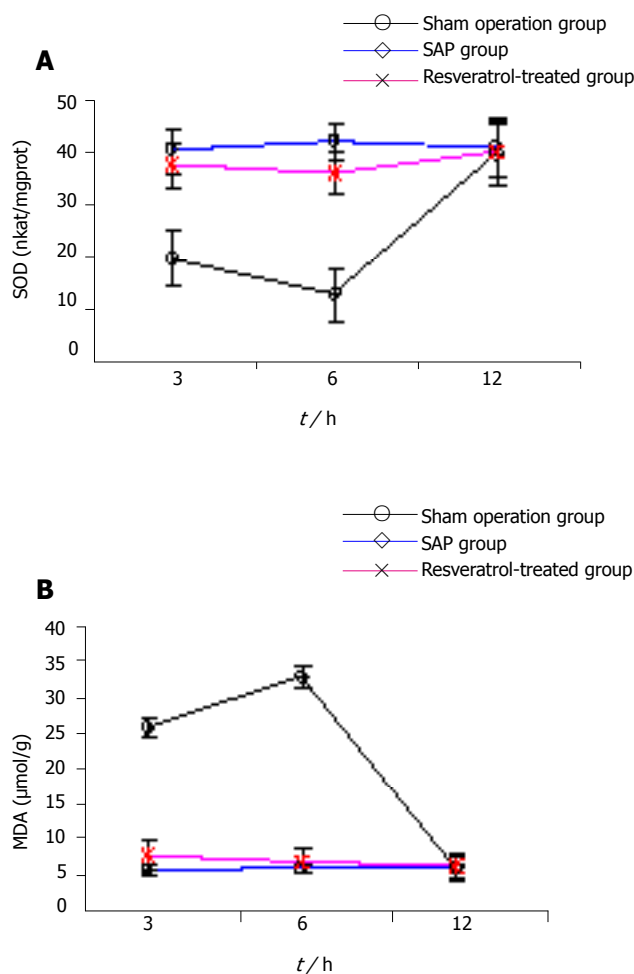 Sham operation group
SAP group
Resveratrol-treated group
A
50
40
30
20
10
0
SOD (nkat/mgprot)
3 6 12
t / h
Sham operation group
SAP group
Resveratrol-treated group
B
40
35
30
25
20
15
10
5
0
MDA (μmol/g)
3 6 12
t / h